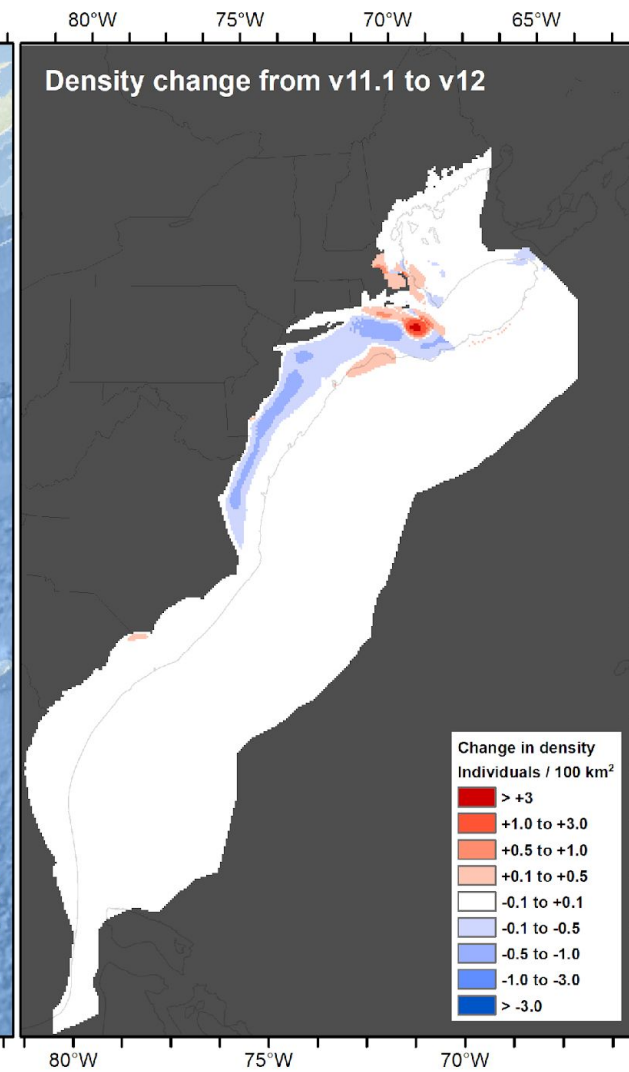 80°W 75°W 70°W 65°W
Density change from v11.1 to v12
Change in density
Individuals / 100 km²
> +3
+1.0 to +3.0
+0.5 to +1.0
+0.1 to +0.5
-0.1 to +0.1
-0.1 to -0.5
-0.5 to -1.0
-1.0 to -3.0
> -3.0
80°W 75°W 70°W